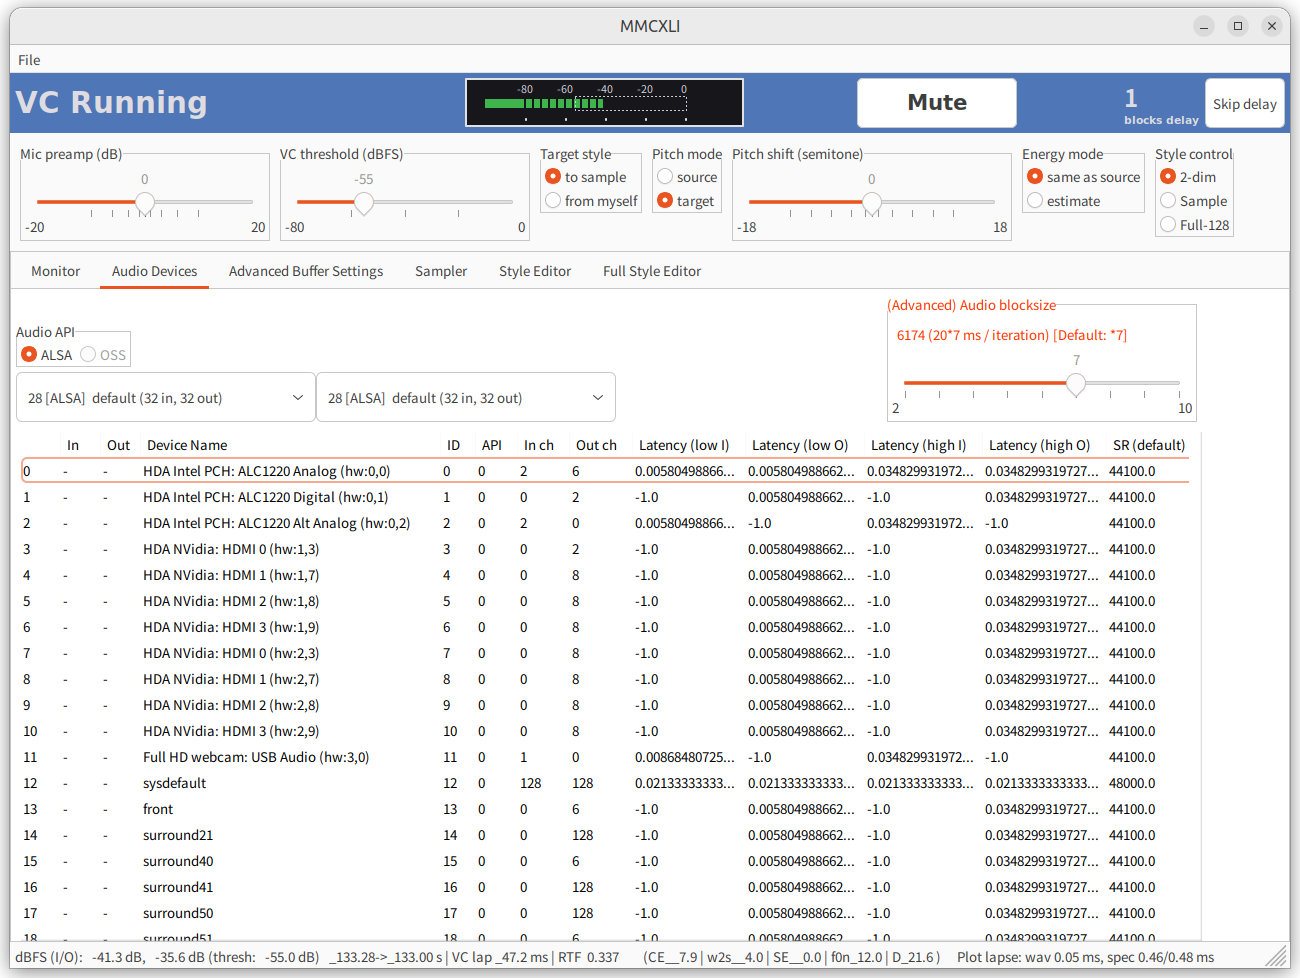 MMCXLI
File
VC Running
-80 -60 -40 -20 0
Mute
1
blocks delay
Skip delay
Mic preamp (dB)
0
-20 20
VC threshold (dBFS)
-55
-80 0
Target style
to sample
from myself
Pitch mode
source
target
Pitch shift (semitone)
0
-18 18
Energy mode
same as source
estimate
Style control
2-dim
Sample
Full-128
Monitor Audio Devices Advanced Buffer Settings Sampler Style Editor Full Style Editor
Audio API
ALSA OSS
28 [ALSA] default (32 in, 32 out) 28 [ALSA] default (32 in, 32 out)
(Advanced) Audio blocksize
6174 (20*7 ms / iteration) [Default: *7]
7
2 10
In Out Device Name ID API In ch Out ch Latency (low I) Latency (low O) Latency (high I) Latency (high O) SR (default)
0 - - HDA Intel PCH: ALC1220 Analog (hw:0,0) 0 0 2 6 0.00580498866... 0.005804988662... 0.034829931972... 0.0348299319727... 44100.0
1 - - HDA Intel PCH: ALC1220 Digital (hw:0,1) 1 0 0 2 -1.0 0.005804988662... -1.0 0.0348299319727... 44100.0
2 - - HDA Intel PCH: ALC1220 Alt Analog (hw:0,2) 2 0 2 0 0.00580498866... -1.0 0.034829931972... -1.0 44100.0
3 - - HDA NVidia: HDMI 0 (hw:1,3) 3 0 0 2 -1.0 0.005804988662... -1.0 0.0348299319727... 44100.0
4 - - HDA NVidia: HDMI 1 (hw:1,7) 4 0 0 8 -1.0 0.005804988662... -1.0 0.0348299319727... 44100.0
5 - - HDA NVidia: HDMI 2 (hw:1,8) 5 0 0 8 -1.0 0.005804988662... -1.0 0.0348299319727... 44100.0
6 - - HDA NVidia: HDMI 3 (hw:1,9) 6 0 0 8 -1.0 0.005804988662... -1.0 0.0348299319727... 44100.0
7 - - HDA NVidia: HDMI 0 (hw:2,3) 7 0 0 8 -1.0 0.005804988662... -1.0 0.0348299319727... 44100.0
8 - - HDA NVidia: HDMI 1 (hw:2,7) 8 0 0 8 -1.0 0.005804988662... -1.0 0.0348299319727... 44100.0
9 - - HDA NVidia: HDMI 2 (hw:2,8) 9 0 0 8 -1.0 0.005804988662... -1.0 0.0348299319727... 44100.0
10 - - HDA NVidia: HDMI 3 (hw:2,9) 10 0 0 8 -1.0 0.005804988662... -1.0 0.0348299319727... 44100.0
11 - - Full HD webcam: USB Audio (hw:3,0) 11 0 1 0 0.00868480725... -1.0 0.034829931972... -1.0 44100.0
12 - - sysdefault 12 0 128 128 0.02133333333... 0.021333333333... 0.021333333333... 0.0213333333333... 48000.0
13 - - front 13 0 0 6 -1.0 0.005804988662... -1.0 0.0348299319727... 44100.0
14 - - surround21 14 0 0 128 -1.0 0.005804988662... -1.0 0.0348299319727... 44100.0
15 - - surround40 15 0 0 6 -1.0 0.005804988662... -1.0 0.0348299319727... 44100.0
16 - - surround41 16 0 0 128 -1.0 0.005804988662... -1.0 0.0348299319727... 44100.0
17 - - surround50 17 0 0 128 -1.0 0.005804988662... -1.0 0.0348299319727... 44100.0
18 - - surround51 18 0 0 6 -1.0 0.005804988662... -1.0 0.0348299319727... 44100.0
dBFS (I/O): -41.3 dB, -35.6 dB (thresh: -55.0 dB) _133.28->_133.00 s | VC lap _47.2 ms | RTF 0.337 (CE__7.9 | w2s__4.0 | SE__0.0 | f0n_12.0 | D_21.6 ) Plot lapse: wav 0.05 ms, spec 0.46/0.48 ms